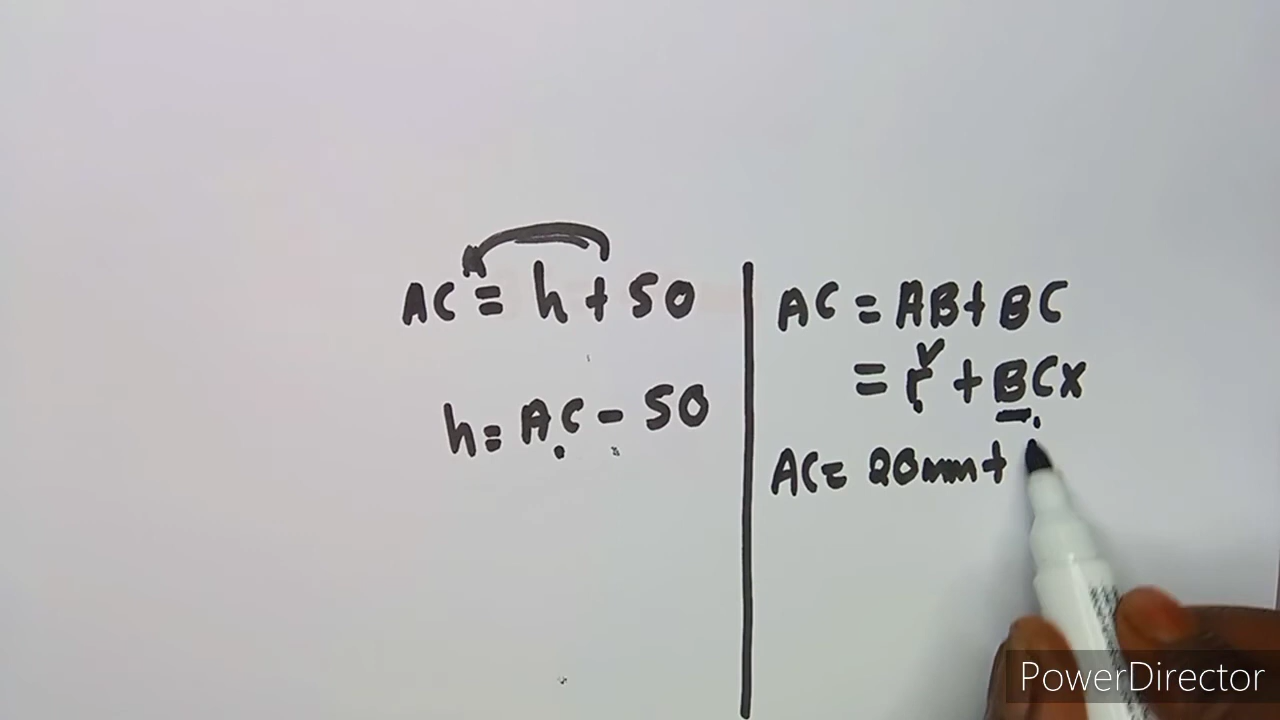 AC = h + 50
h = AC - 50
AC = AB + BC
= r + BC x
AC = 20mm +
PowerDirector